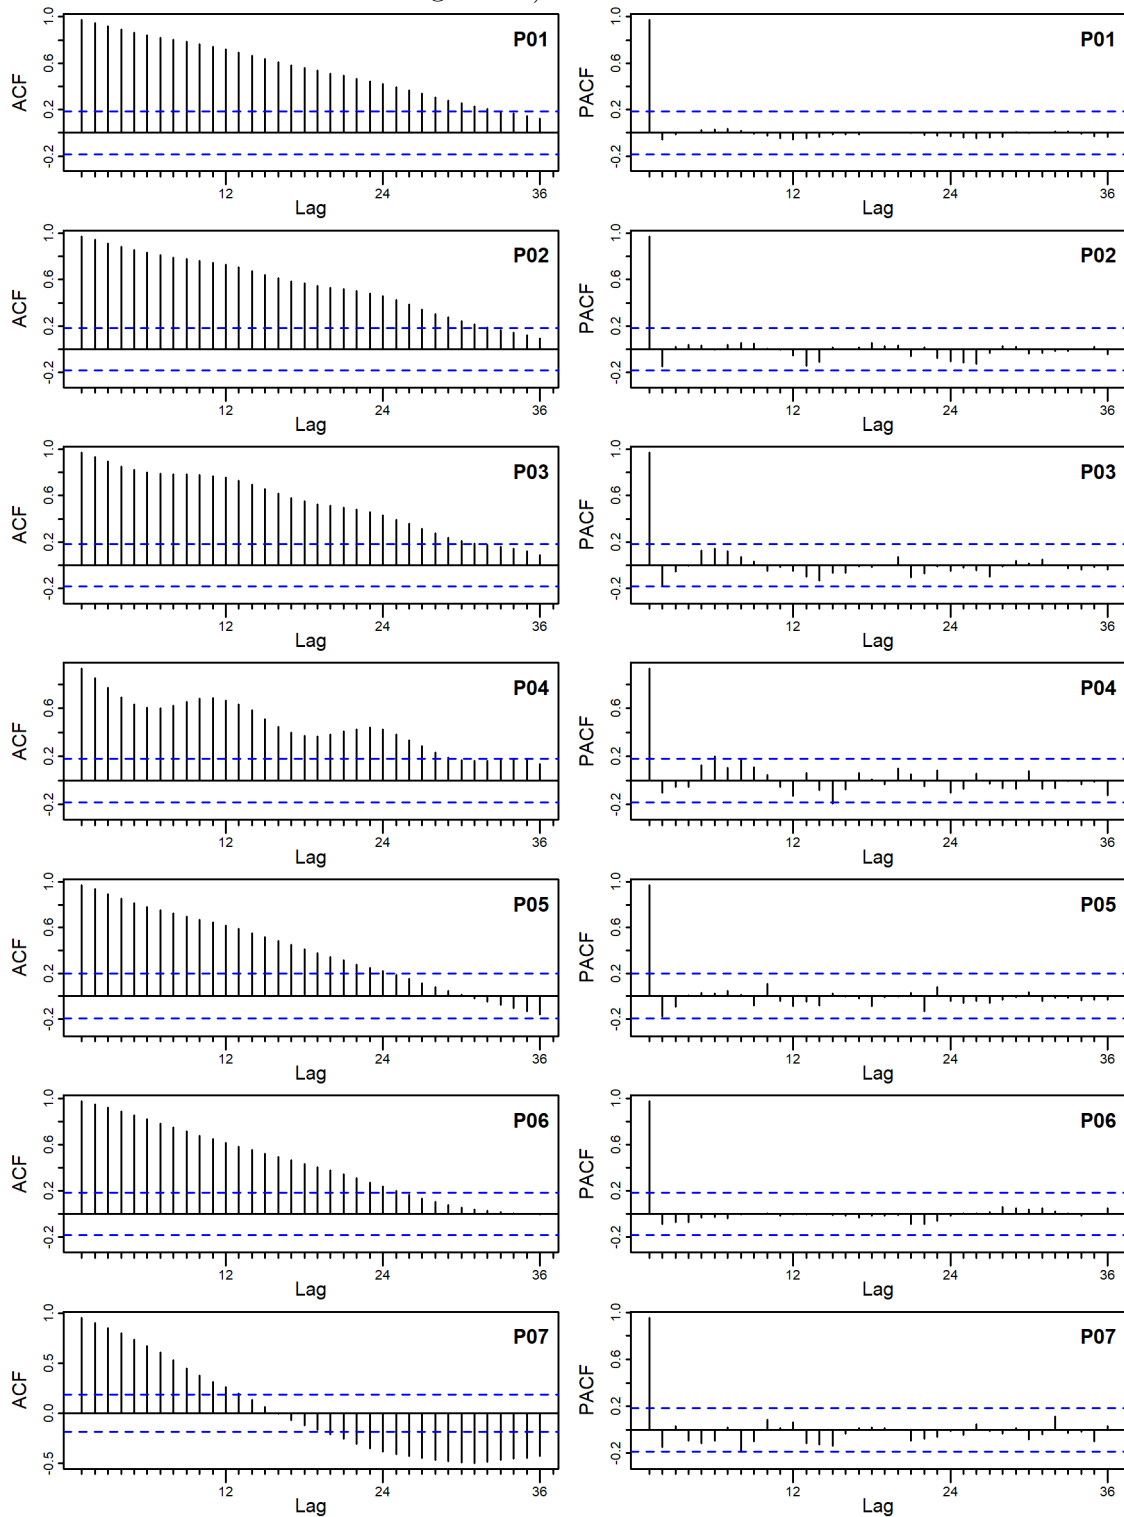 1.0 0.6 0.2 -0.2 ACF P01 12 24 36 Lag
0.2 0.6 1.0 -0.2 PACF P01 12 24 36 Lag
1.0 0.6 0.2 -0.2 ACF P02 12 24 36 Lag
1.0 0.6 0.2 -0.2 PACF P02 12 24 36 Lag
1.0 0.6 0.2 -0.2 ACF P03 12 24 36 Lag
1.0 0.6 0.2 -0.2 PACF P03 12 24 36 Lag
0.6 0.2 -0.2 ACF P04 12 24 36 Lag
0.6 0.2 -0.2 PACF P04 12 24 36 Lag
1.0 0.6 0.2 -0.2 ACF P05 12 24 36 Lag
1.0 0.6 0.2 -0.2 PACF P05 12 24 36 Lag
1.0 0.6 0.2 -0.2 ACF P06 12 24 36 Lag
1.0 0.6 0.2 -0.2 PACF P06 12 24 36 Lag
1.0 0.5 0.0 -0.5 ACF P07 12 24 36 Lag
1.0 0.6 0.2 -0.2 PACF P07 12 24 36 Lag